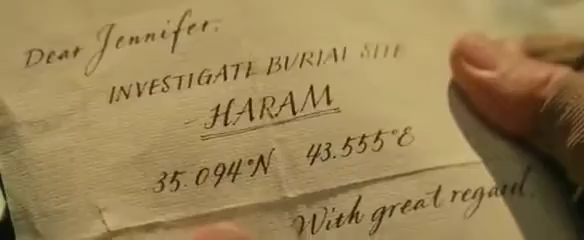 Dear Jennifer.
INVESTIGATE BURIAL SITE
HARAM
35.094°N 43.555°E
With great regard.